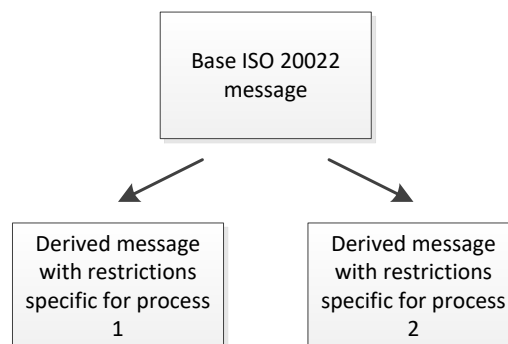 Base ISO 20022
message
Derived message
with restrictions
specific for process
1
Derived message
with restrictions
specific for process
2